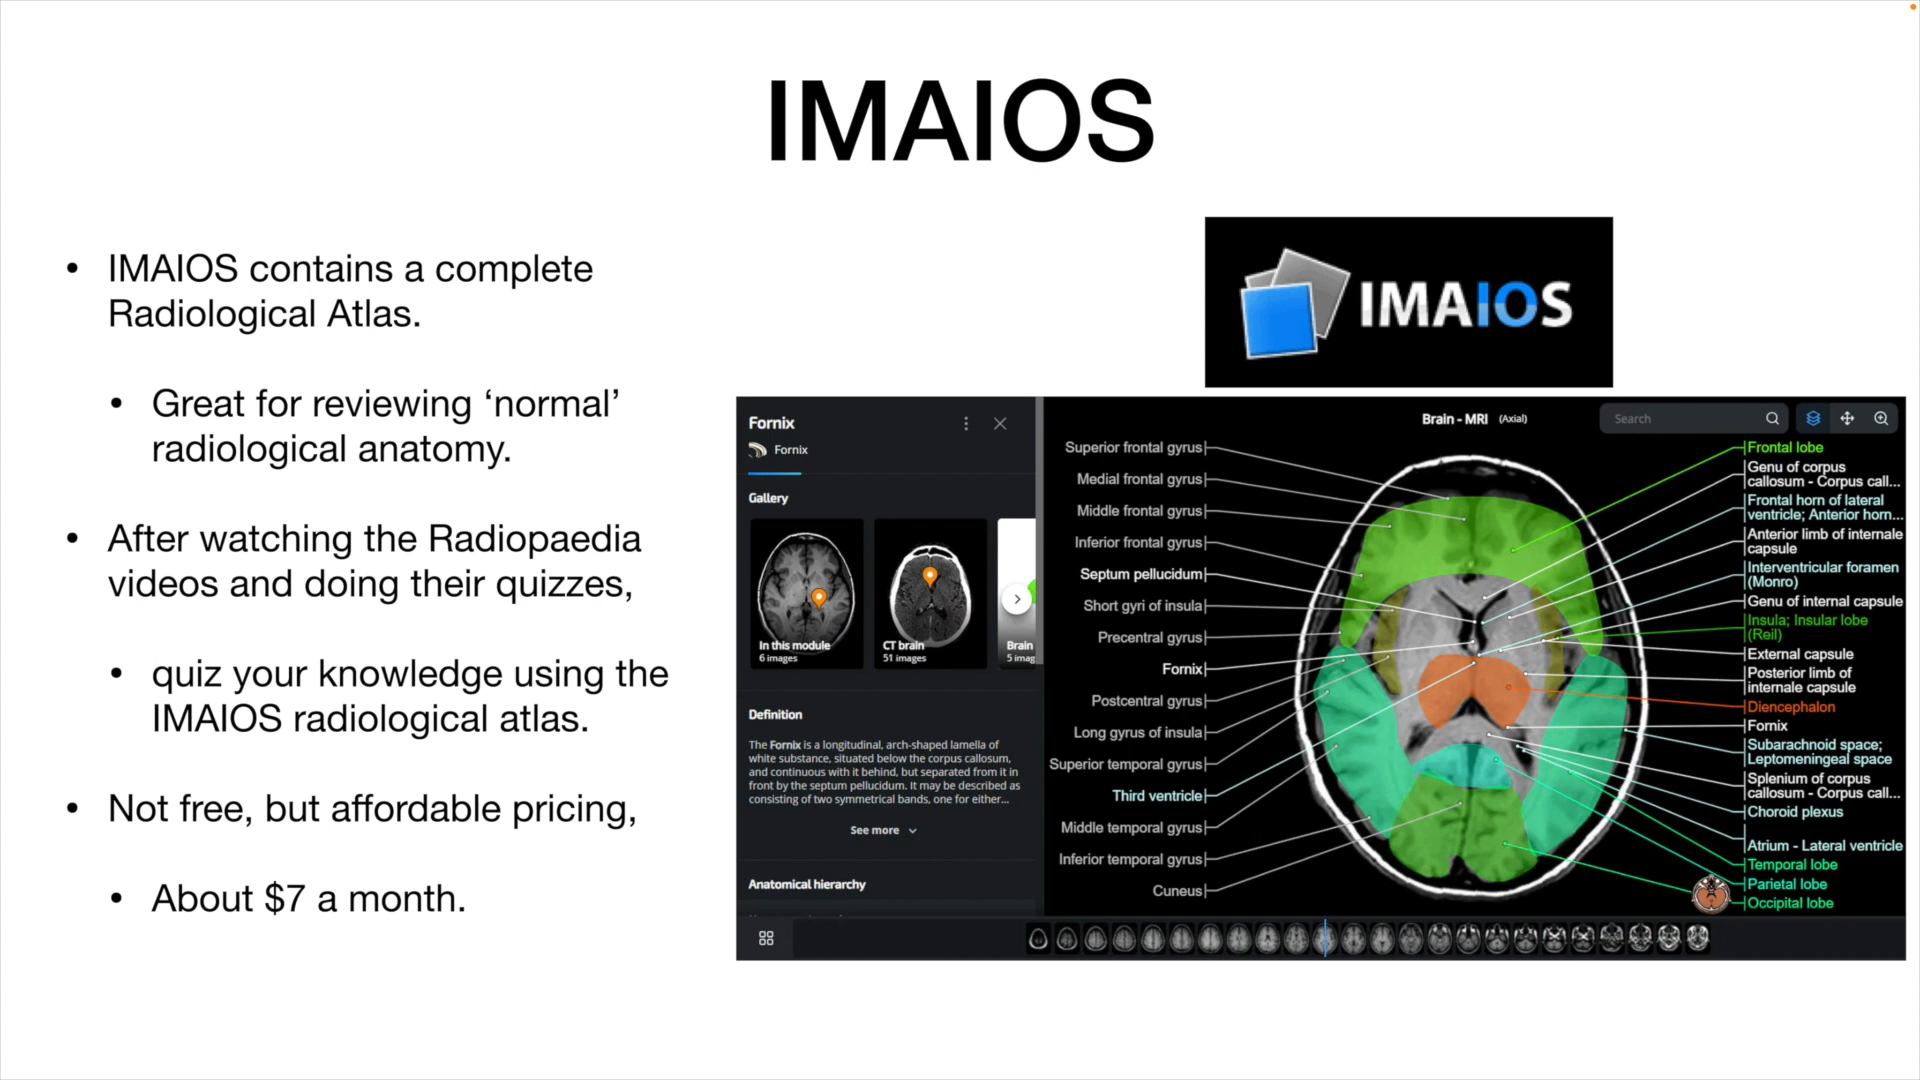 IMAIOS
• IMAIOS contains a complete
Radiological Atlas.
• Great for reviewing ‘normal’
radiological anatomy.
• After watching the Radiopaedia
videos and doing their quizzes,
• quiz your knowledge using the
IMAIOS radiological atlas.
• Not free, but affordable pricing,
• About $7 a month.
IMAIOS
Fornix
Fornix
Gallery
In this module
6 images
CT brain
51 images
Brain
5 imag
Definition
The Fornix is a longitudinal, arch-shaped lamella of
white substance, situated below the corpus callosum,
and continuous with it behind, but separated from it in
front by the septum pellucidum. It may be described as
consisting of two symmetrical bands, one for either...
See more
Anatomical hierarchy
Brain - MRI (Axial)
Search
Superior frontal gyrus
Medial frontal gyrus
Middle frontal gyrus
Inferior frontal gyrus
Septum pellucidum
Short gyri of insula
Precentral gyrus
Fornix
Postcentral gyrus
Long gyrus of insula
Superior temporal gyrus
Third ventricle
Middle temporal gyrus
Inferior temporal gyrus
Cuneus
Frontal lobe
Genu of corpus
callosum - Corpus call...
Frontal horn of lateral
ventricle; Anterior horn...
Anterior limb of internale
capsule
Interventricular foramen
(Monro)
Genu of internal capsule
Insula; Insular lobe
(Reil)
External capsule
Posterior limb of
internale capsule
Diencephalon
Fornix
Subarachnoid space;
Leptomeningeal space
Splenium of corpus
callosum - Corpus call...
Choroid plexus
Atrium - Lateral ventricle
Temporal lobe
Parietal lobe
Occipital lobe